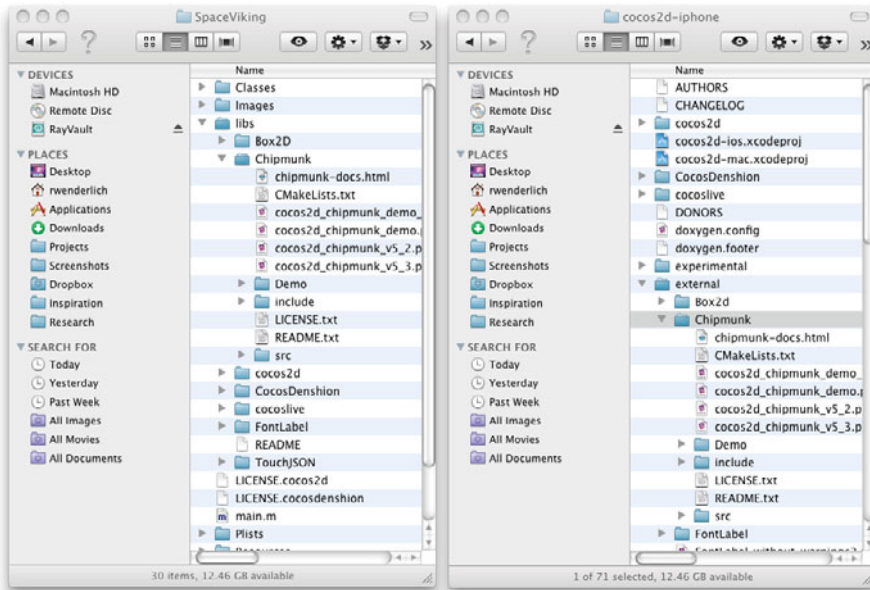 SpaceViking
Name
DEVICES
Macintosh HD
Remote Disc
RayVault
PLACES
Desktop
rwenderlich
Applications
Downloads
Projects
Screenshots
Dropbox
Inspiration
Research
SEARCH FOR
Today
Yesterday
Past Week
All Images
All Movies
All Documents
Classes
Images
libs
Box2D
Chipmunk
chipmunk-docs.html
CMakeLists.txt
cocos2d_chipmunk_demo_
cocos2d_chipmunk_demo.
cocos2d_chipmunk_v5_2.p
cocos2d_chipmunk_v5_3.p
Demo
include
LICENSE.txt
README.txt
src
cocos2d
CocosDenshion
cocoslive
FontLabel
README
TouchJSON
LICENSE.cocos2d
LICENSE.cocosdenshion
main.m
Plists
30 items, 12.46 GB available
cocos2d-iphone
Name
DEVICES
Macintosh HD
Remote Disc
RayVault
PLACES
Desktop
rwenderlich
Applications
Downloads
Projects
Screenshots
Dropbox
Inspiration
Research
SEARCH FOR
Today
Yesterday
Past Week
All Images
All Movies
All Documents
AUTHORS
CHANGELOG
cocos2d
cocos2d-ios.xcodeproj
cocos2d-mac.xcodeproj
CocosDenshion
cocoslive
DONORS
doxygen.config
doxygen.footer
experimental
external
Box2d
Chipmunk
chipmunk-docs.html
CMakeLists.txt
cocos2d_chipmunk_demo_
cocos2d_chipmunk_demo.
cocos2d_chipmunk_v5_2.p
cocos2d_chipmunk_v5_3.p
Demo
include
LICENSE.txt
README.txt
src
FontLabel
1 of 71 selected, 12.46 GB available